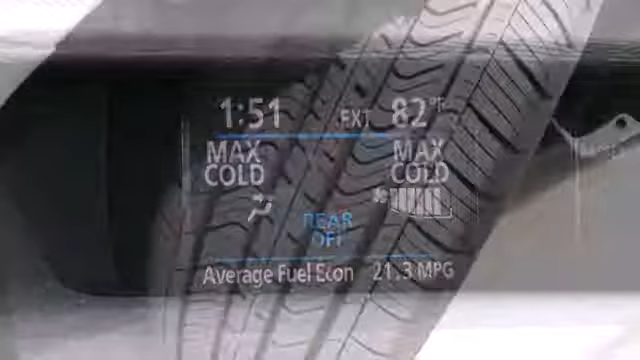 1:51 EXT 82°F
MAX MAX
COLD COLD
REAR
OFF
Average Fuel Econ 21.3 MPG